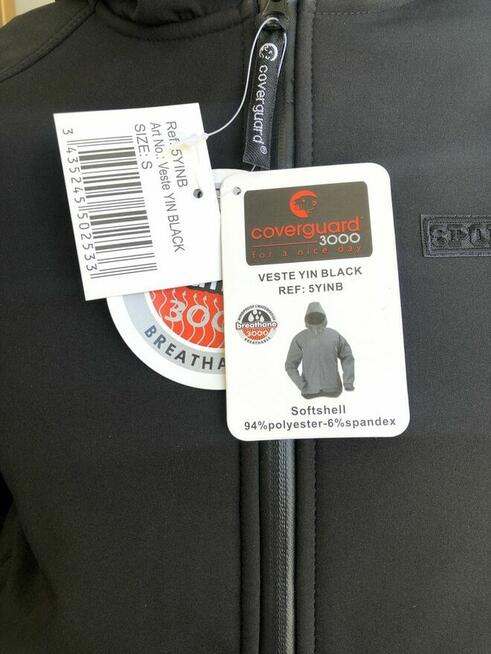 coverguard®
Ref: 5YINB
Art No.: Veste YIN BLACK
SIZE: S
3 435245 502533
coverguard
3000
for a nice day
VESTE YIN BLACK
REF: 5YINB
breathane
3000
BREATHABLE
Softshell
94%polyester-6%spandex
300
BREATHA